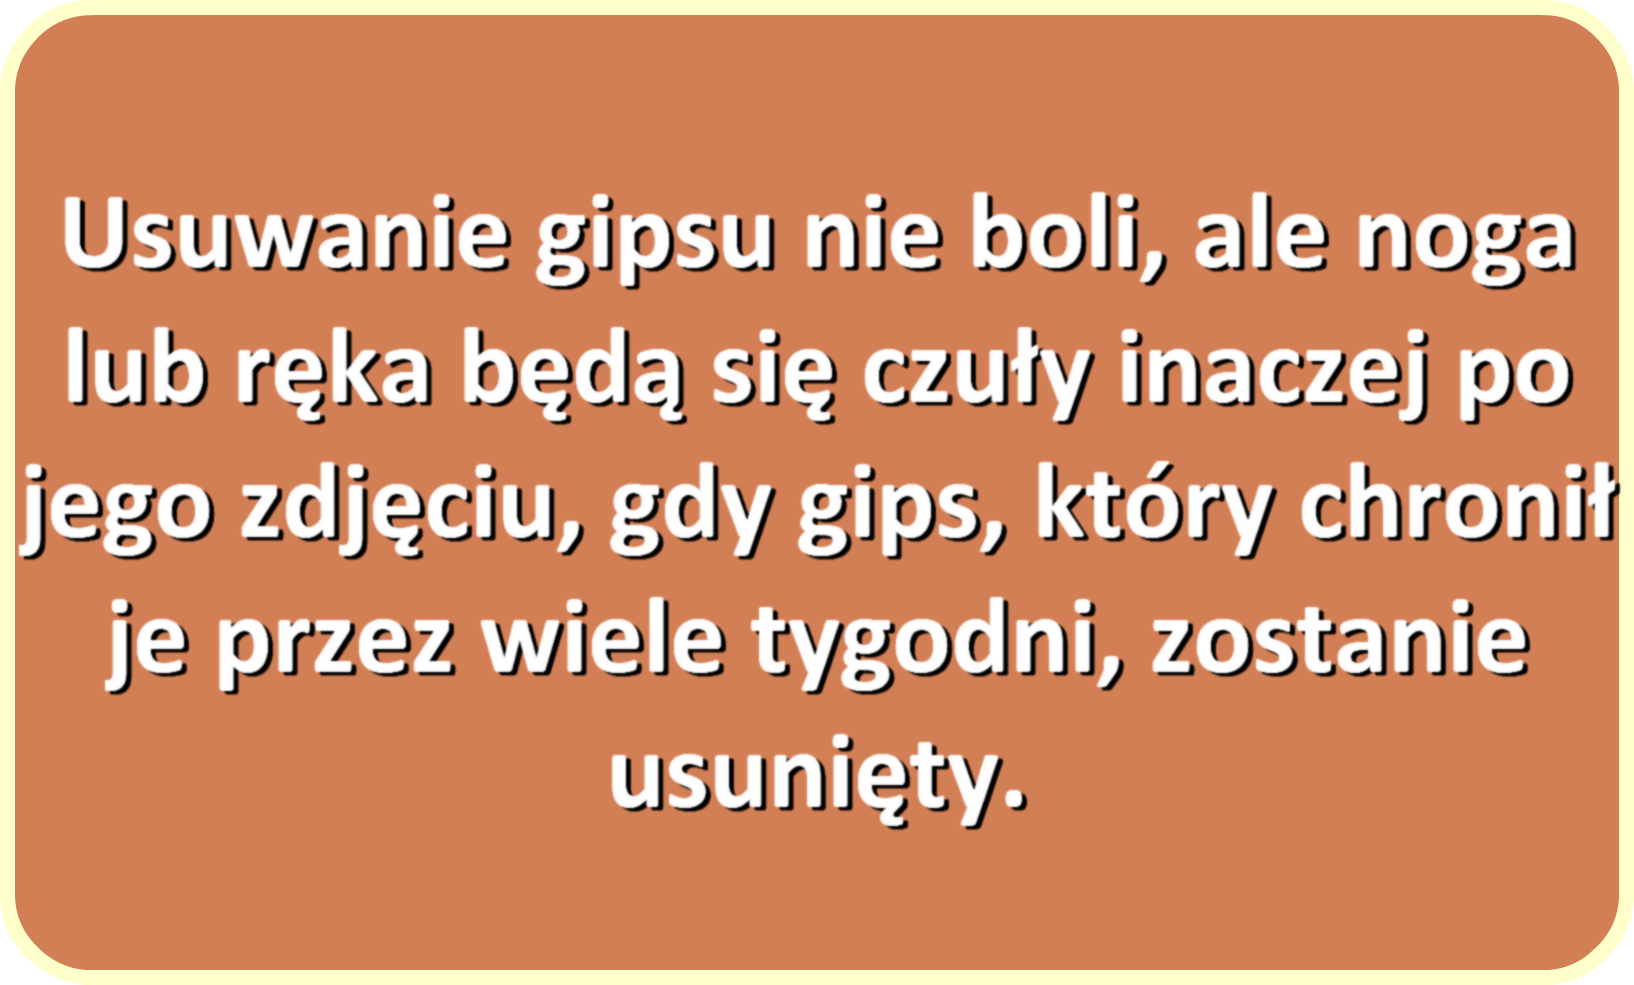 Usuwanie gipsu nie boli, ale noga
lub ręka będą się czuły inaczej po
jego zdjęciu, gdy gips, który chronił
je przez wiele tygodni, zostanie
usunięty.